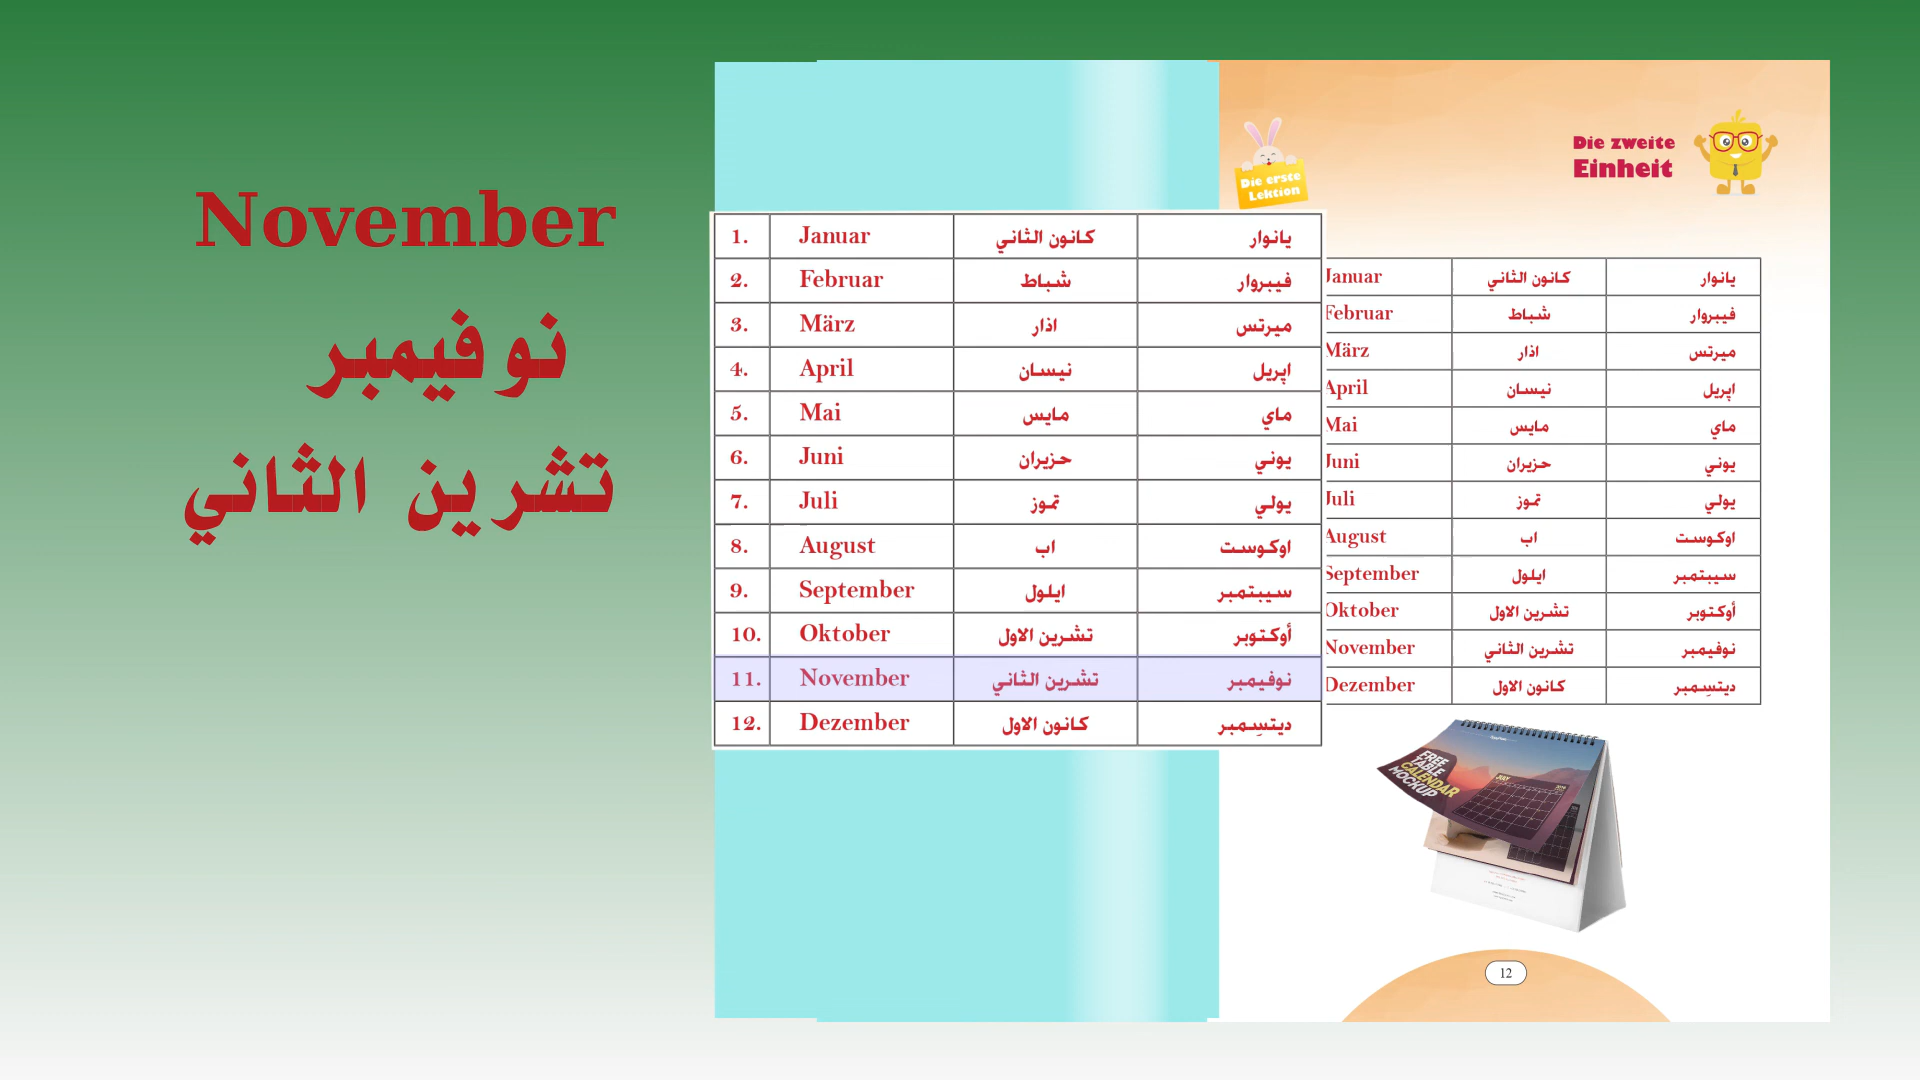 November
نوفيمبر
تشرين الثاني
Die erste
Lektion
Die zweite
Einheit
1. Januar كانون الثاني يانوار
2. Februar شباط فيبروار
3. März اذار ميرتس
4. April نيسان اپريل
5. Mai مايس ماي
6. Juni حزيران يوني
7. Juli تموز يولي
8. August اب اوكوست
9. September ايلول سيبتمبر
10. Oktober تشرين الاول أوكتوبر
11. November تشرين الثاني نوفيمبر
12. Dezember كانون الاول ديتسمبر
Januar كانون الثاني يانوار
Februar شباط فيبروار
März اذار ميرتس
April نيسان اپريل
Mai مايس ماي
Juni حزيران يوني
Juli تموز يولي
August اب اوكوست
September ايلول سيبتمبر
Oktober تشرين الاول أوكتوبر
November تشرين الثاني نوفيمبر
Dezember كانون الاول ديتسمبر
FREE
TABLE
CALENDAR
MOCKUP
JULY
12